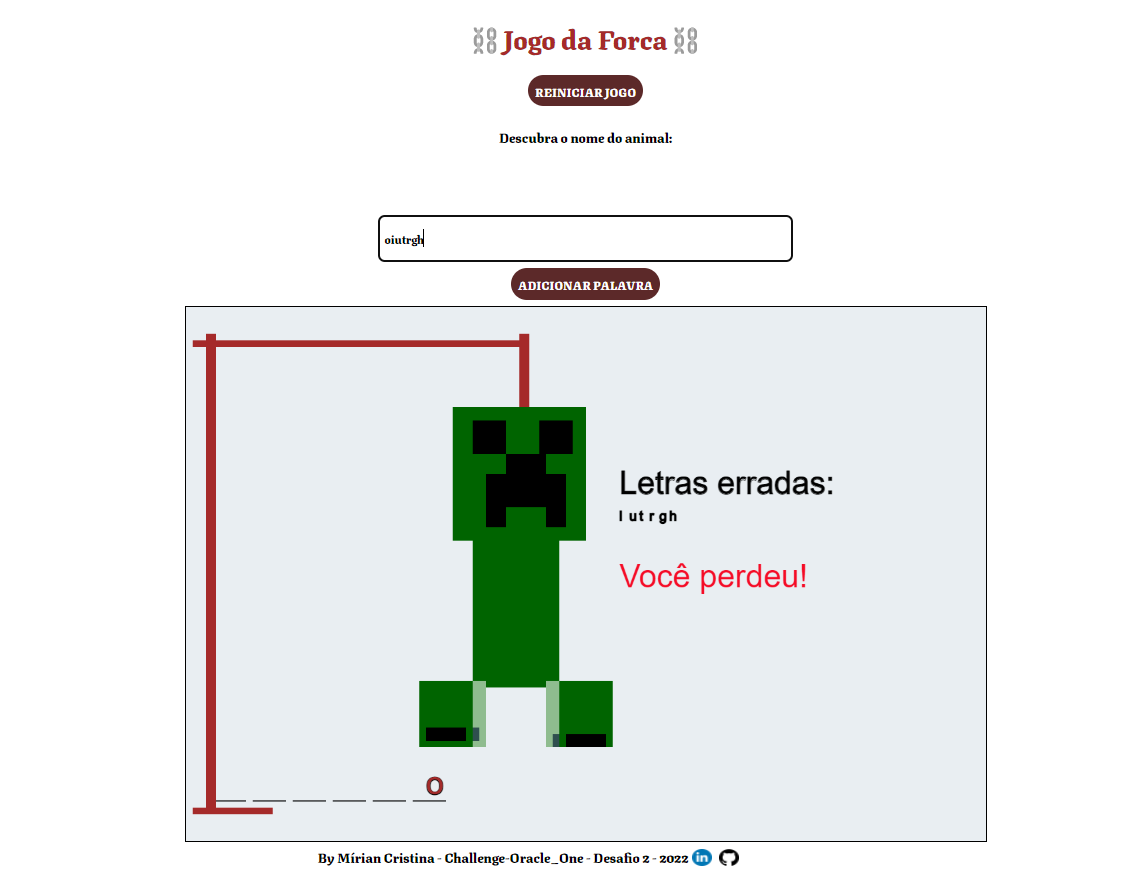 Jogo da Forca
REINICIAR JOGO
Descubra o nome do animal:
oiutrgh
ADICIONAR PALAVRA
Letras erradas:
I u t r g h
Você perdeu!
O
By Mírian Cristina - Challenge-Oracle_One - Desafio 2 - 2022 in